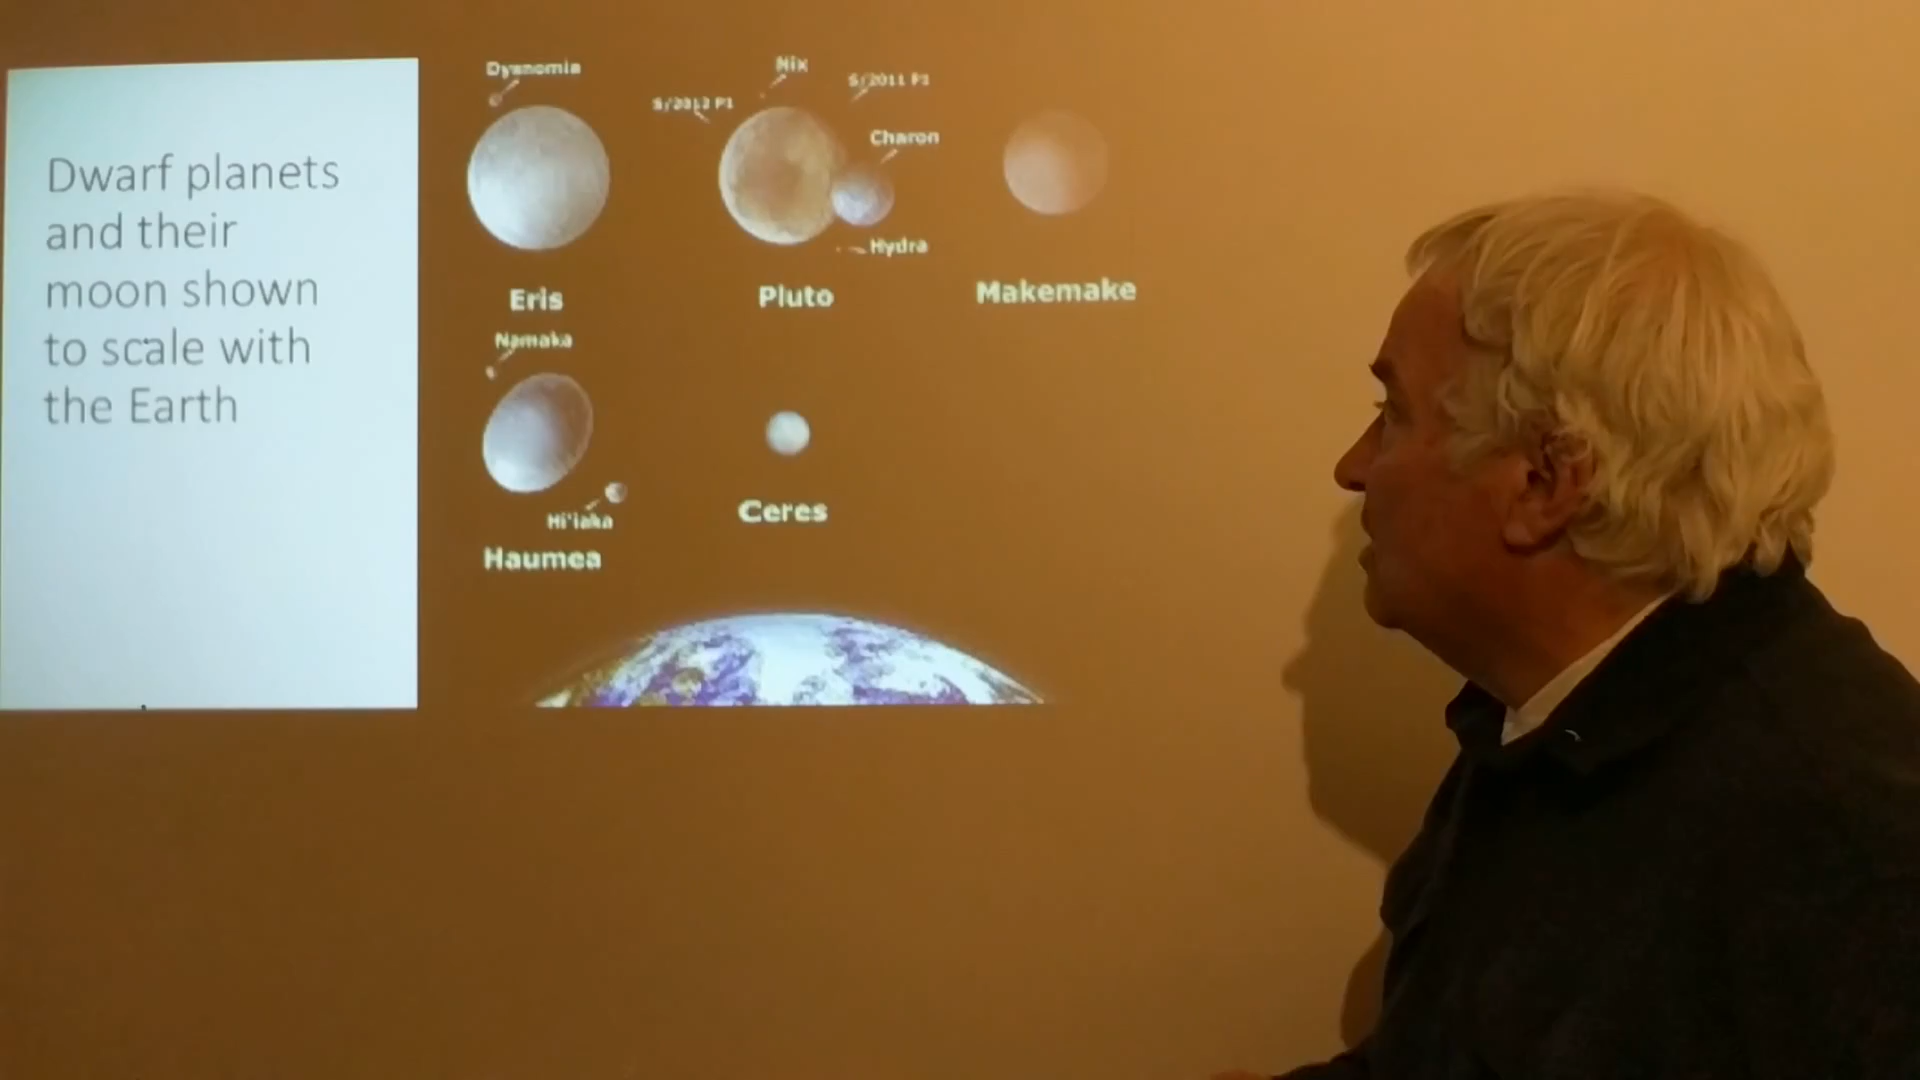 Dwarf planets
and their
moon shown
to scale with
the Earth
Dysnomia
Nix
S/2011 P1
S/2012 P1
Charon
Hydra
Eris
Pluto
Makemake
Namaka
Hi'iaka
Ceres
Haumea